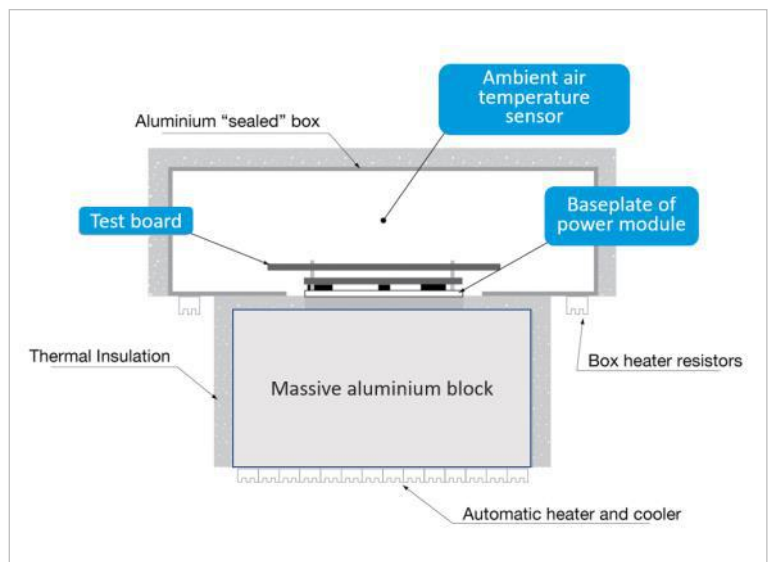 Ambient air
temperature
sensor
Aluminium “sealed” box
Test board
Baseplate of
power module
Thermal Insulation
Box heater resistors
Massive aluminium block
Automatic heater and cooler